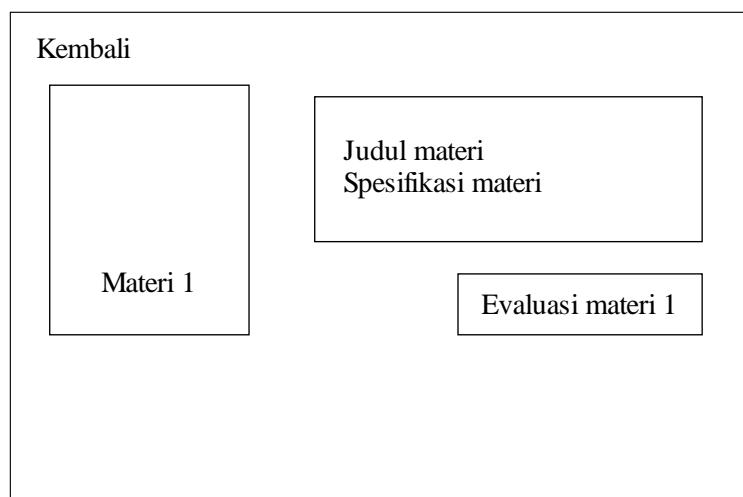 Kembali
Judul materi
Spesifikasi materi
Materi 1
Evaluasi materi 1